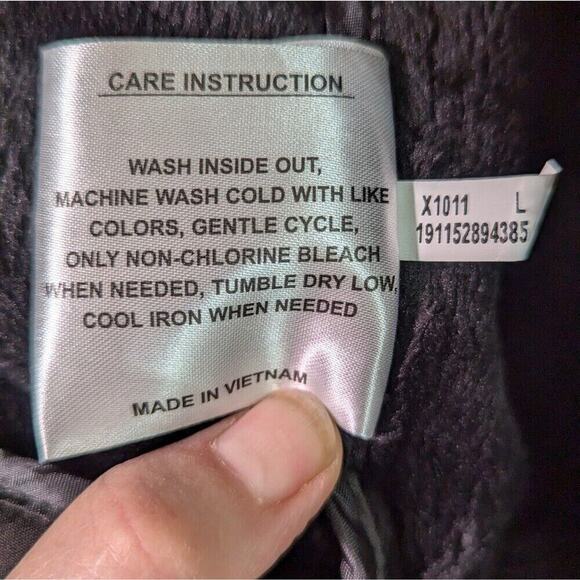 CARE INSTRUCTION
WASH INSIDE OUT,
MACHINE WASH COLD WITH LIKE
COLORS, GENTLE CYCLE,
ONLY NON-CHLORINE BLEACH
WHEN NEEDED, TUMBLE DRY LOW,
COOL IRON WHEN NEEDED
MADE IN VIETNAM
X1011 L
191152894385